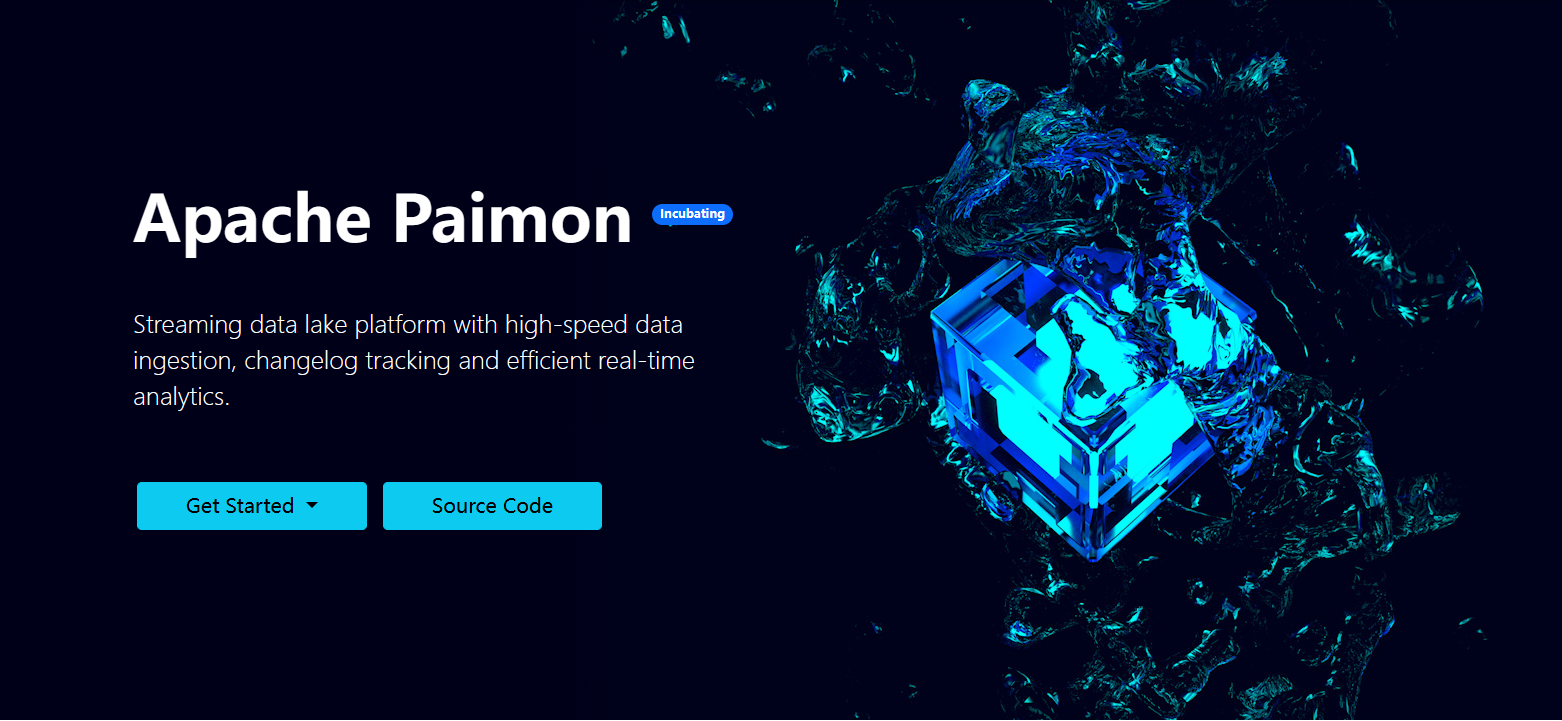 Apache Paimon Incubating
Streaming data lake platform with high-speed data
ingestion, changelog tracking and efficient real-time
analytics.
Get Started Source Code